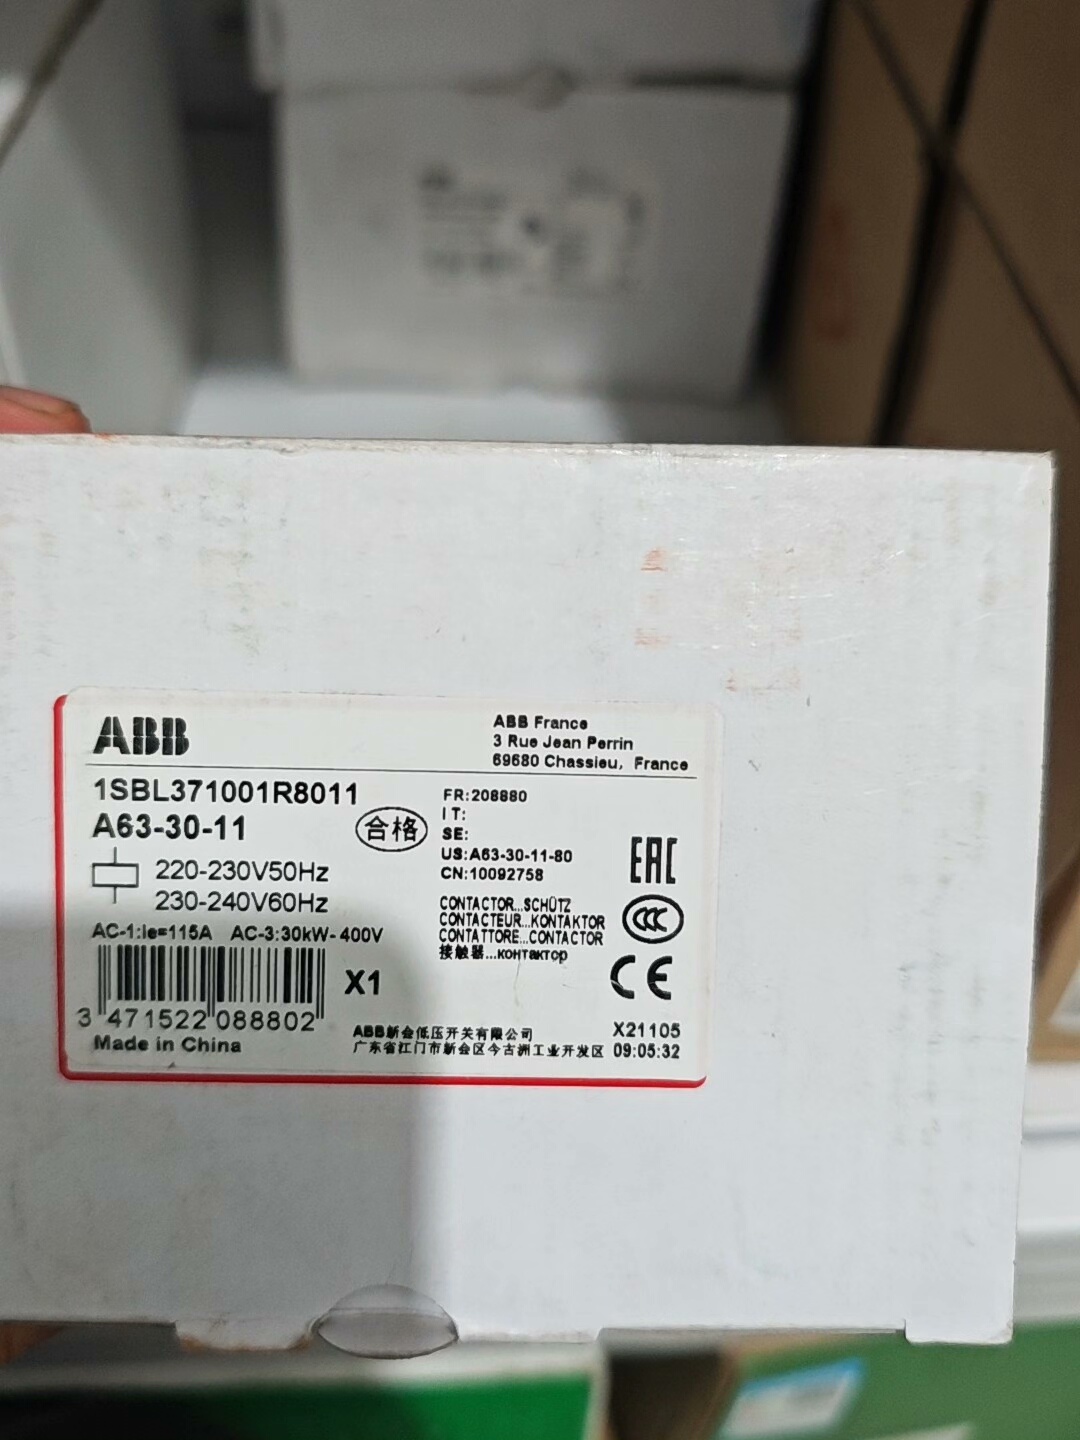 ABB
ABB France
3 Rue Jean Perrin
69680 Chassieu, France
1SBL371001R8011
A63-30-11
合格
220-230V50Hz
230-240V60Hz
AC-1:Ie=115A AC-3:30kW-400V
FR:208880
IT:
SE:
US:A63-30-11-80
CN:10092758
EAC
CONTACTOR...SCHÜTZ
CONTACTEUR...KONTAKTOR
CONTATTORE...CONTACTOR
接触器...контактор
CCC
CE
X1
3 471522 088802
Made in China
ABB新会低压开关有限公司
广东省江门市新会区今古洲工业开发区
X21105
09:05:32